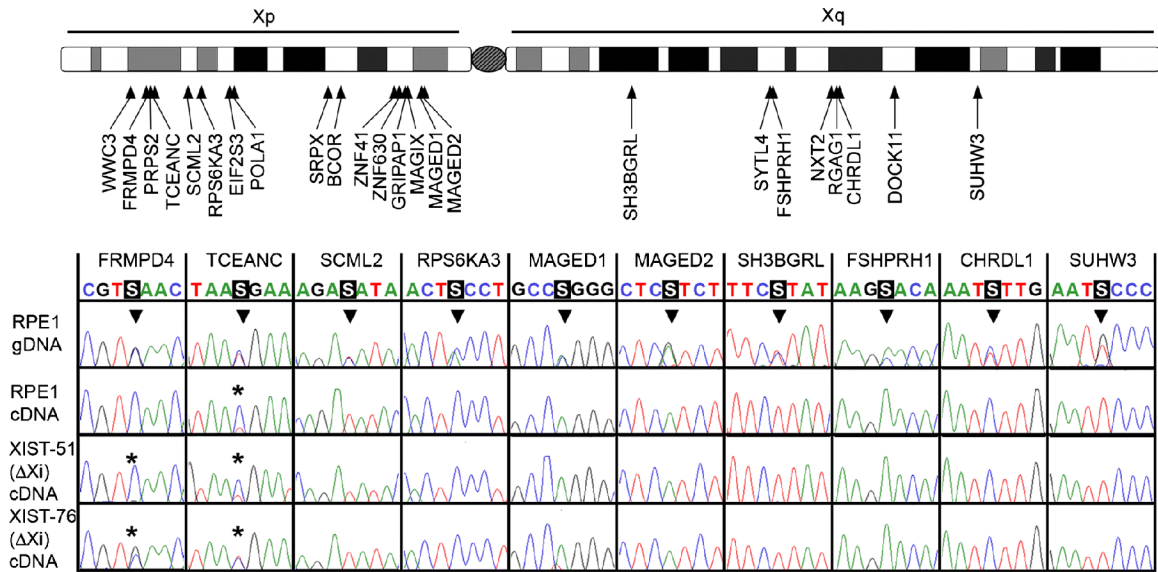 Xp Xq
WWC3
FRMPD4
PRPS2
TCEANC
SCML2
RPS6KA3
EIF2S3
POLA1
SRPX
BCOR
ZNF41
ZNF630
GRIPAP1
MAGIX
MAGED1
MAGED2
SH3BGRL
SYTL4
FSHPRH1
NXT2
RGAG1
CHRDL1
DOCK11
SUHW3
FRMPD4 TCEANC SCML2 RPS6KA3 MAGED1 MAGED2 SH3BGRL FSHPRH1 CHRDL1 SUHW3
CGTSAAC TAASGAA AGASATA ACTSCCT GCCSGGG CTCSTCT TTCSTAT AAGSACA AATSTTG AATSCCC
RPE1
gDNA
RPE1
cDNA
*
XIST-51
(ΔXi)
cDNA
* *
XIST-76
(ΔXi)
cDNA
* *